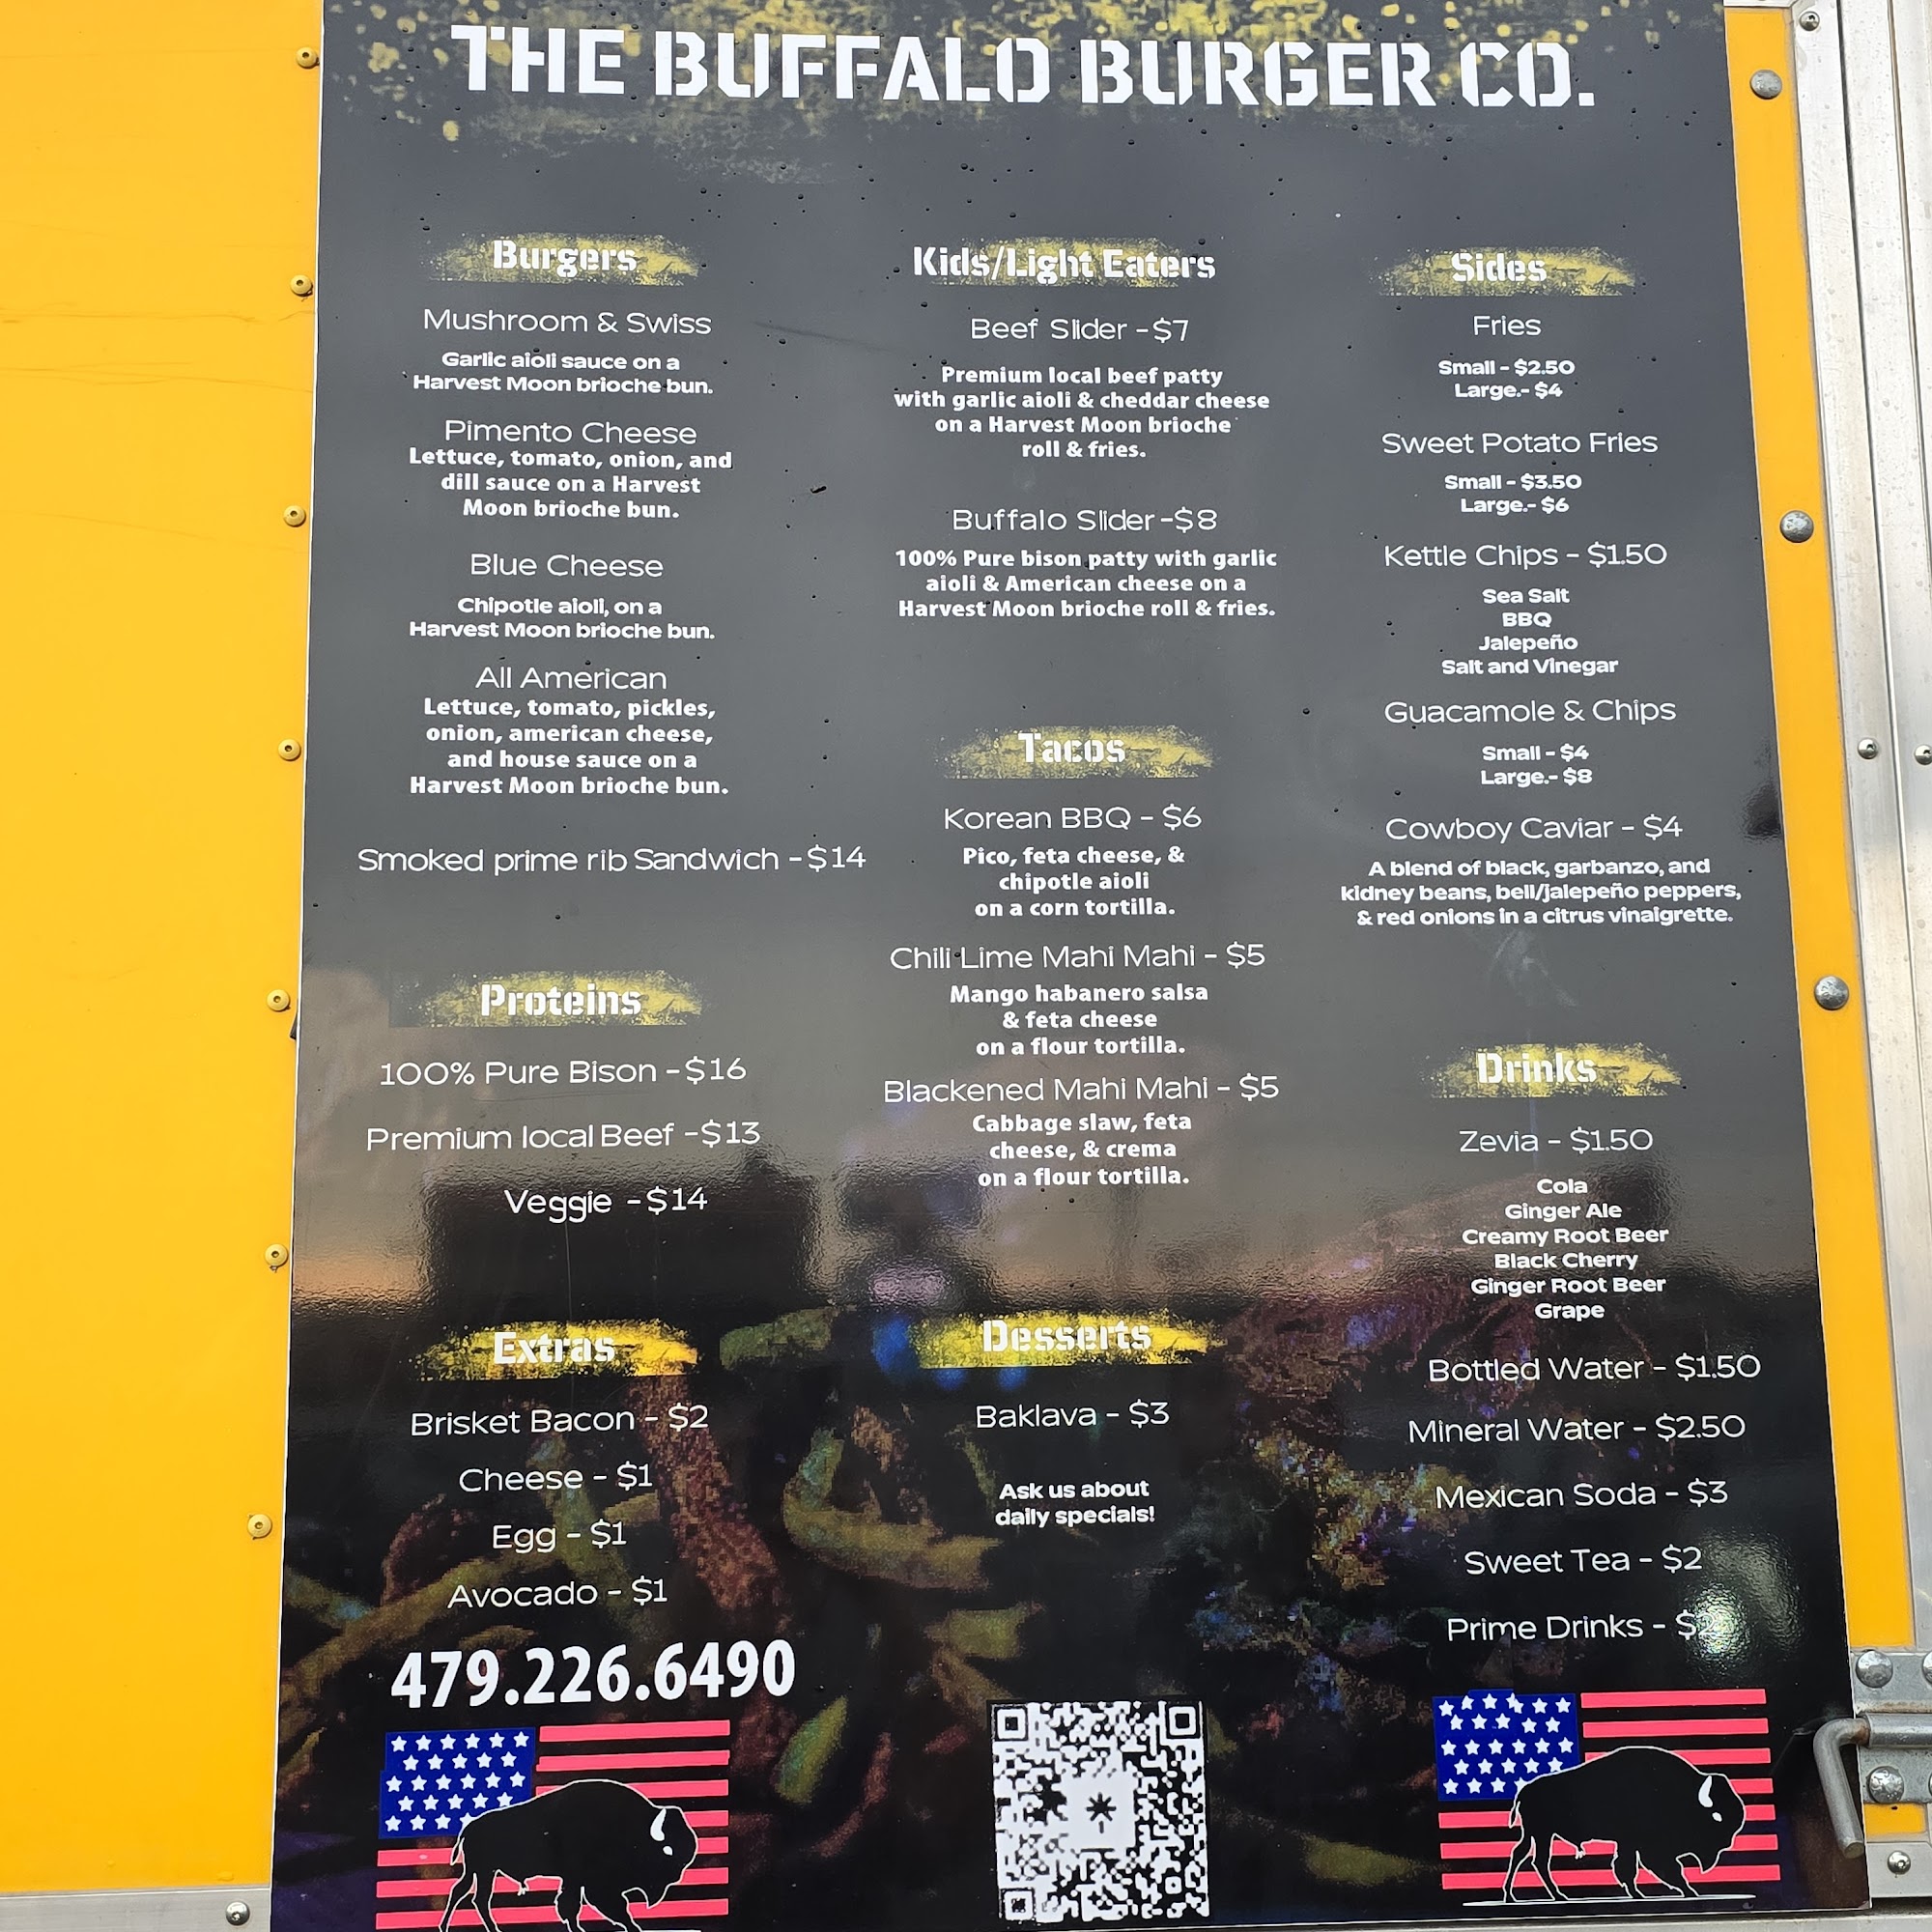 THE BUFFALO BURGER CO.
Burgers
Mushroom & Swiss
Garlic aioli sauce on a
Harvest Moon brioche bun.
Pimento Cheese
Lettuce, tomato, onion, and
dill sauce on a Harvest
Moon brioche bun.
Blue Cheese
Chipotle aioli, on a
Harvest Moon brioche bun.
All American
Lettuce, tomato, pickles,
onion, american cheese,
and house sauce on a
Harvest Moon brioche bun.
Smoked prime rib Sandwich - $14
Proteins
100% Pure Bison - $16
Premium local Beef - $13
Veggie - $14
Extras
Brisket Bacon - $2
Cheese - $1
Egg - $1
Avocado - $1
479.226.6490
Kids/Light Eaters
Beef Slider - $7
Premium local beef patty
with garlic aioli & cheddar cheese
on a Harvest Moon brioche
roll & fries.
Buffalo Slider - $8
100% Pure bison patty with garlic
aioli & American cheese on a
Harvest Moon brioche roll & fries.
Tacos
Korean BBQ - $6
Pico, feta cheese, &
chipotle aioli
on a corn tortilla.
Chili Lime Mahi Mahi - $5
Mango habanero salsa
& feta cheese
on a flour tortilla.
Blackened Mahi Mahi - $5
Cabbage slaw, feta
cheese, & crema
on a flour tortilla.
Desserts
Baklava - $3
Ask us about
daily specials!
Sides
Fries
Small - $2.50
Large.- $4
Sweet Potato Fries
Small - $3.50
Large.- $6
Kettle Chips - $1.50
Sea Salt
BBQ
Jalepeño
Salt and Vinegar
Guacamole & Chips
Small - $4
Large.- $8
Cowboy Caviar - $4
A blend of black, garbanzo, and
kidney beans, bell/jalepeño peppers,
& red onions in a citrus vinaigrette.
Drinks
Zevia - $1.50
Cola
Ginger Ale
Creamy Root Beer
Black Cherry
Ginger Root Beer
Grape
Bottled Water - $1.50
Mineral Water - $2.50
Mexican Soda - $3
Sweet Tea - $2
Prime Drinks -